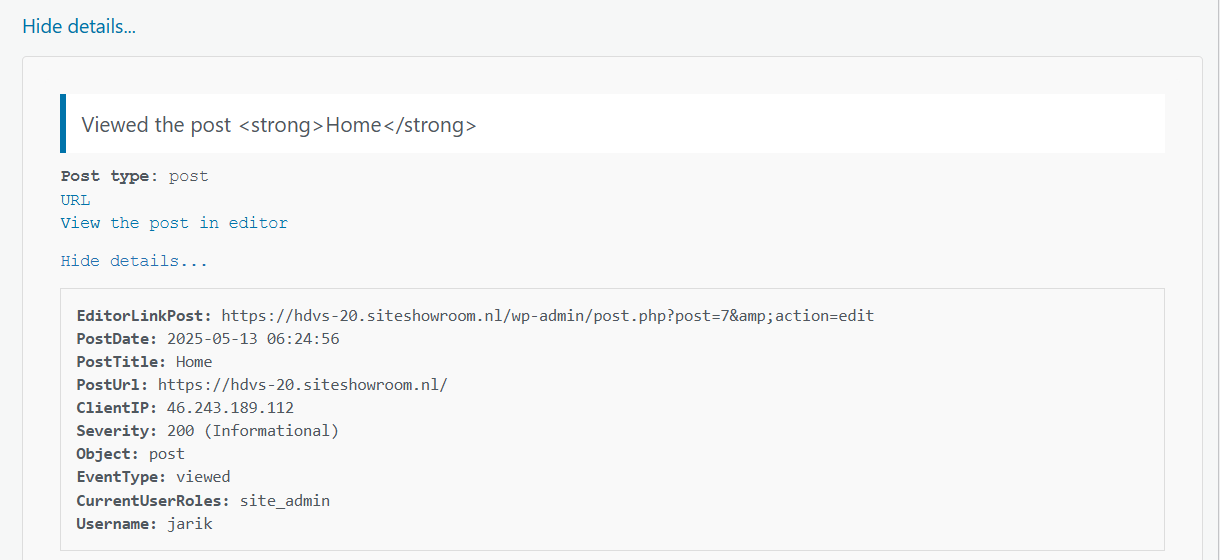 Hide details...
Viewed the post <strong>Home</strong>
Post type: post
URL
View the post in editor
Hide details...
EditorLinkPost: https://hdvs-20.siteshowroom.nl/wp-admin/post.php?post=7&amp;action=edit
PostDate: 2025-05-13 06:24:56
PostTitle: Home
PostUrl: https://hdvs-20.siteshowroom.nl/
ClientIP: 46.243.189.112
Severity: 200 (Informational)
Object: post
EventType: viewed
CurrentUserRoles: site_admin
Username: jarik